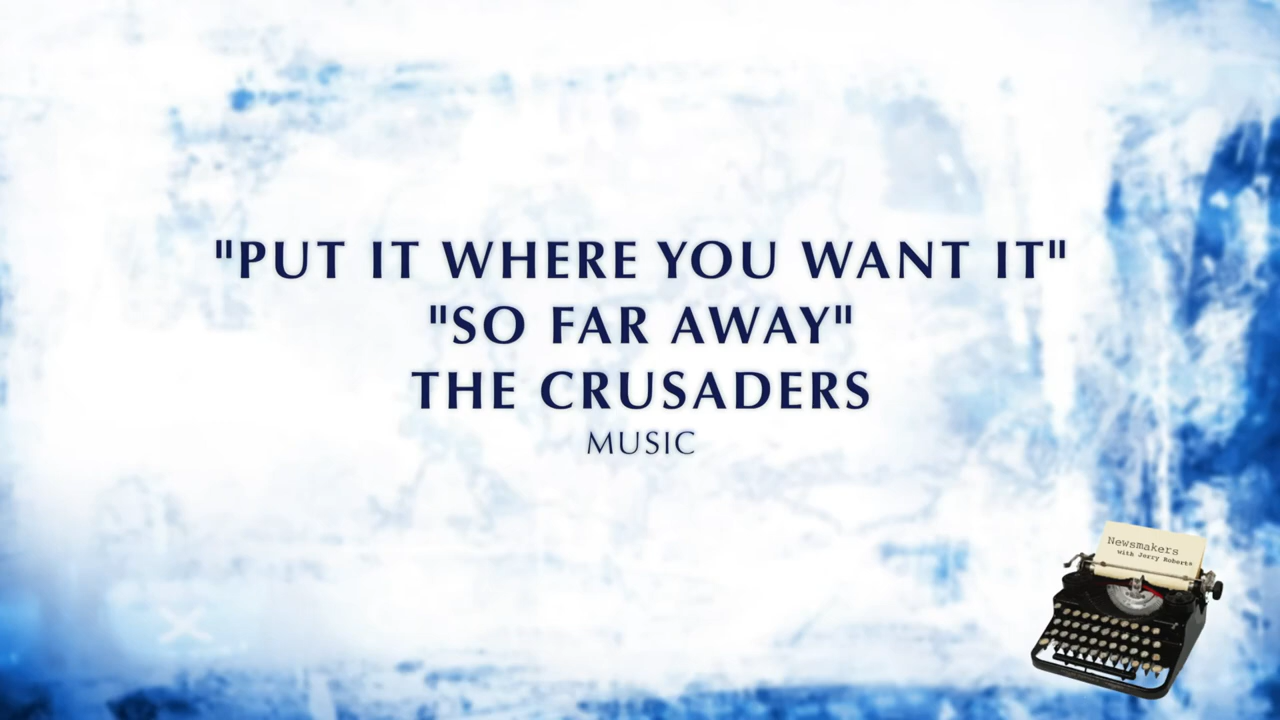 "PUT IT WHERE YOU WANT IT"
"SO FAR AWAY"
THE CRUSADERS
MUSIC
Newsmakers
with Jerry Roberts